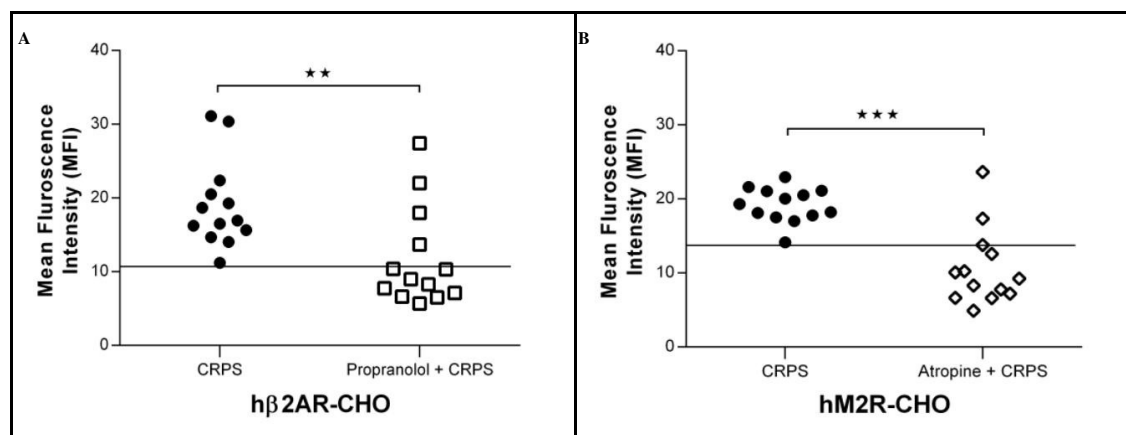 A
Mean Fluroscence
Intensity (MFI)
40
30
20
10
0
★★
CRPS
Propranolol + CRPS
hβ2AR-CHO
B
Mean Fluroscence
Intensity (MFI)
40
30
20
10
0
★★★
CRPS
Atropine + CRPS
hM2R-CHO